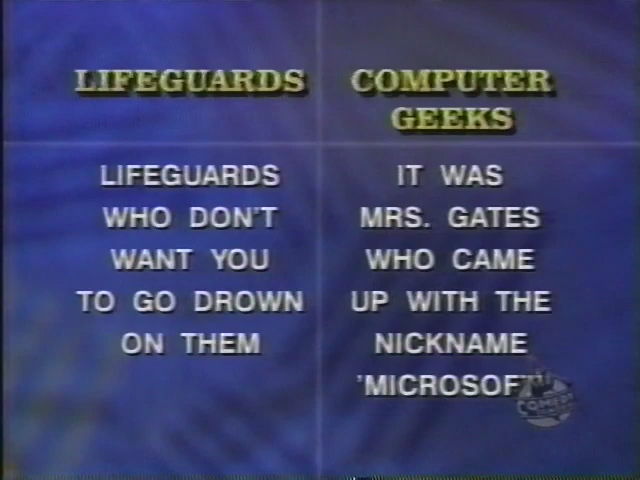 LIFEGUARDS
LIFEGUARDS
WHO DON'T
WANT YOU
TO GO DROWN
ON THEM
COMPUTER
GEEKS
IT WAS
MRS. GATES
WHO CAME
UP WITH THE
NICKNAME
'MICROSOFT'
COMEDY